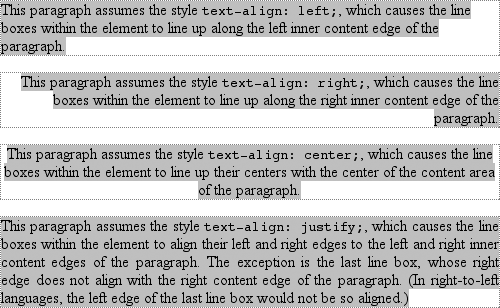 This paragraph assumes the style text-align: left;, which causes the line
boxes within the element to line up along the left inner content edge of the
paragraph.
This paragraph assumes the style text-align: right;, which causes the line
boxes within the element to line up along the right inner content edge of the
paragraph.
This paragraph assumes the style text-align: center;, which causes the line
boxes within the element to line up their centers with the center of the content area
of the paragraph.
This paragraph assumes the style text-align: justify;, which causes the line
boxes within the element to align their left and right edges to the left and right inner
content edges of the paragraph. The exception is the last line box, whose right
edge does not align with the right content edge of the paragraph. (In right-to-left
languages, the left edge of the last line box would not be so aligned.)